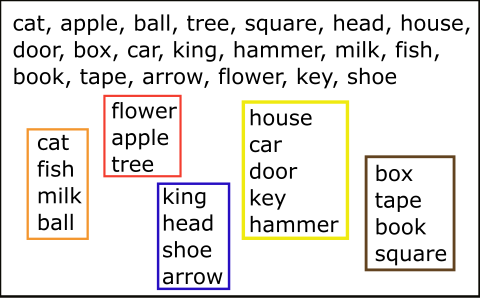 cat, apple, ball, tree, square, head, house,
door, box, car, king, hammer, milk, fish,
book, tape, arrow, flower, key, shoe
cat
fish
milk
ball
flower
apple
tree
king
head
shoe
arrow
house
car
door
key
hammer
box
tape
book
square